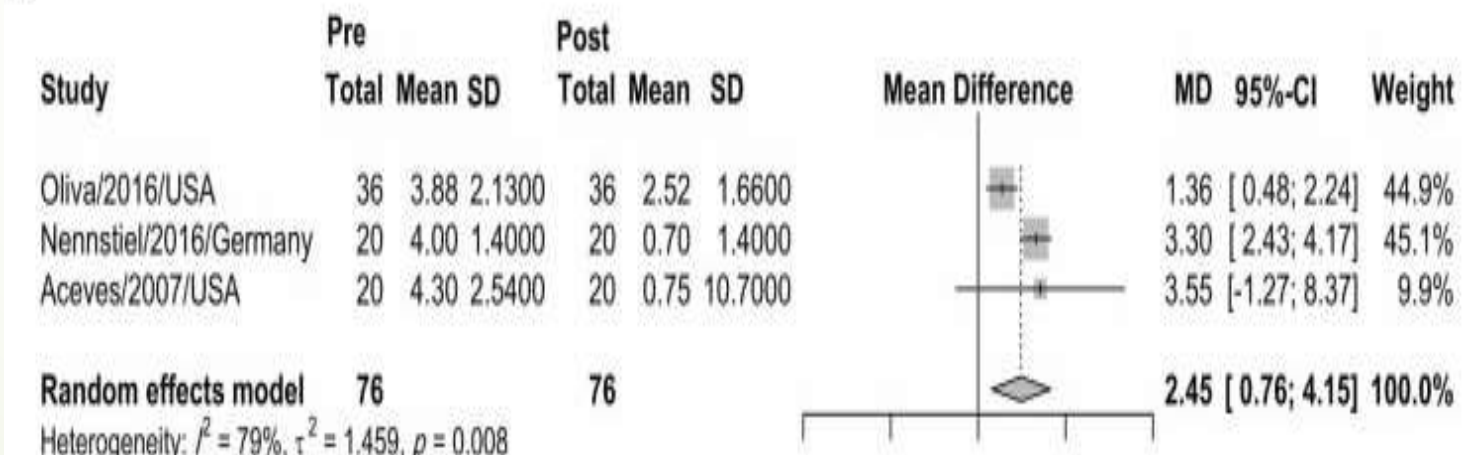 Pre Post
Study Total Mean SD Total Mean SD Mean Difference MD 95%-CI Weight
Oliva/2016/USA 36 3.88 2.1300 36 2.52 1.6600 1.36 [ 0.48; 2.24] 44.9%
Nennstiel/2016/Germany 20 4.00 1.4000 20 0.70 1.4000 3.30 [ 2.43; 4.17] 45.1%
Aceves/2007/USA 20 4.30 2.5400 20 0.75 10.7000 3.55 [-1.27; 8.37] 9.9%
Random effects model 76 76 2.45 [ 0.76; 4.15] 100.0%
Heterogeneity: I² = 79%, τ² = 1.459, p = 0.008